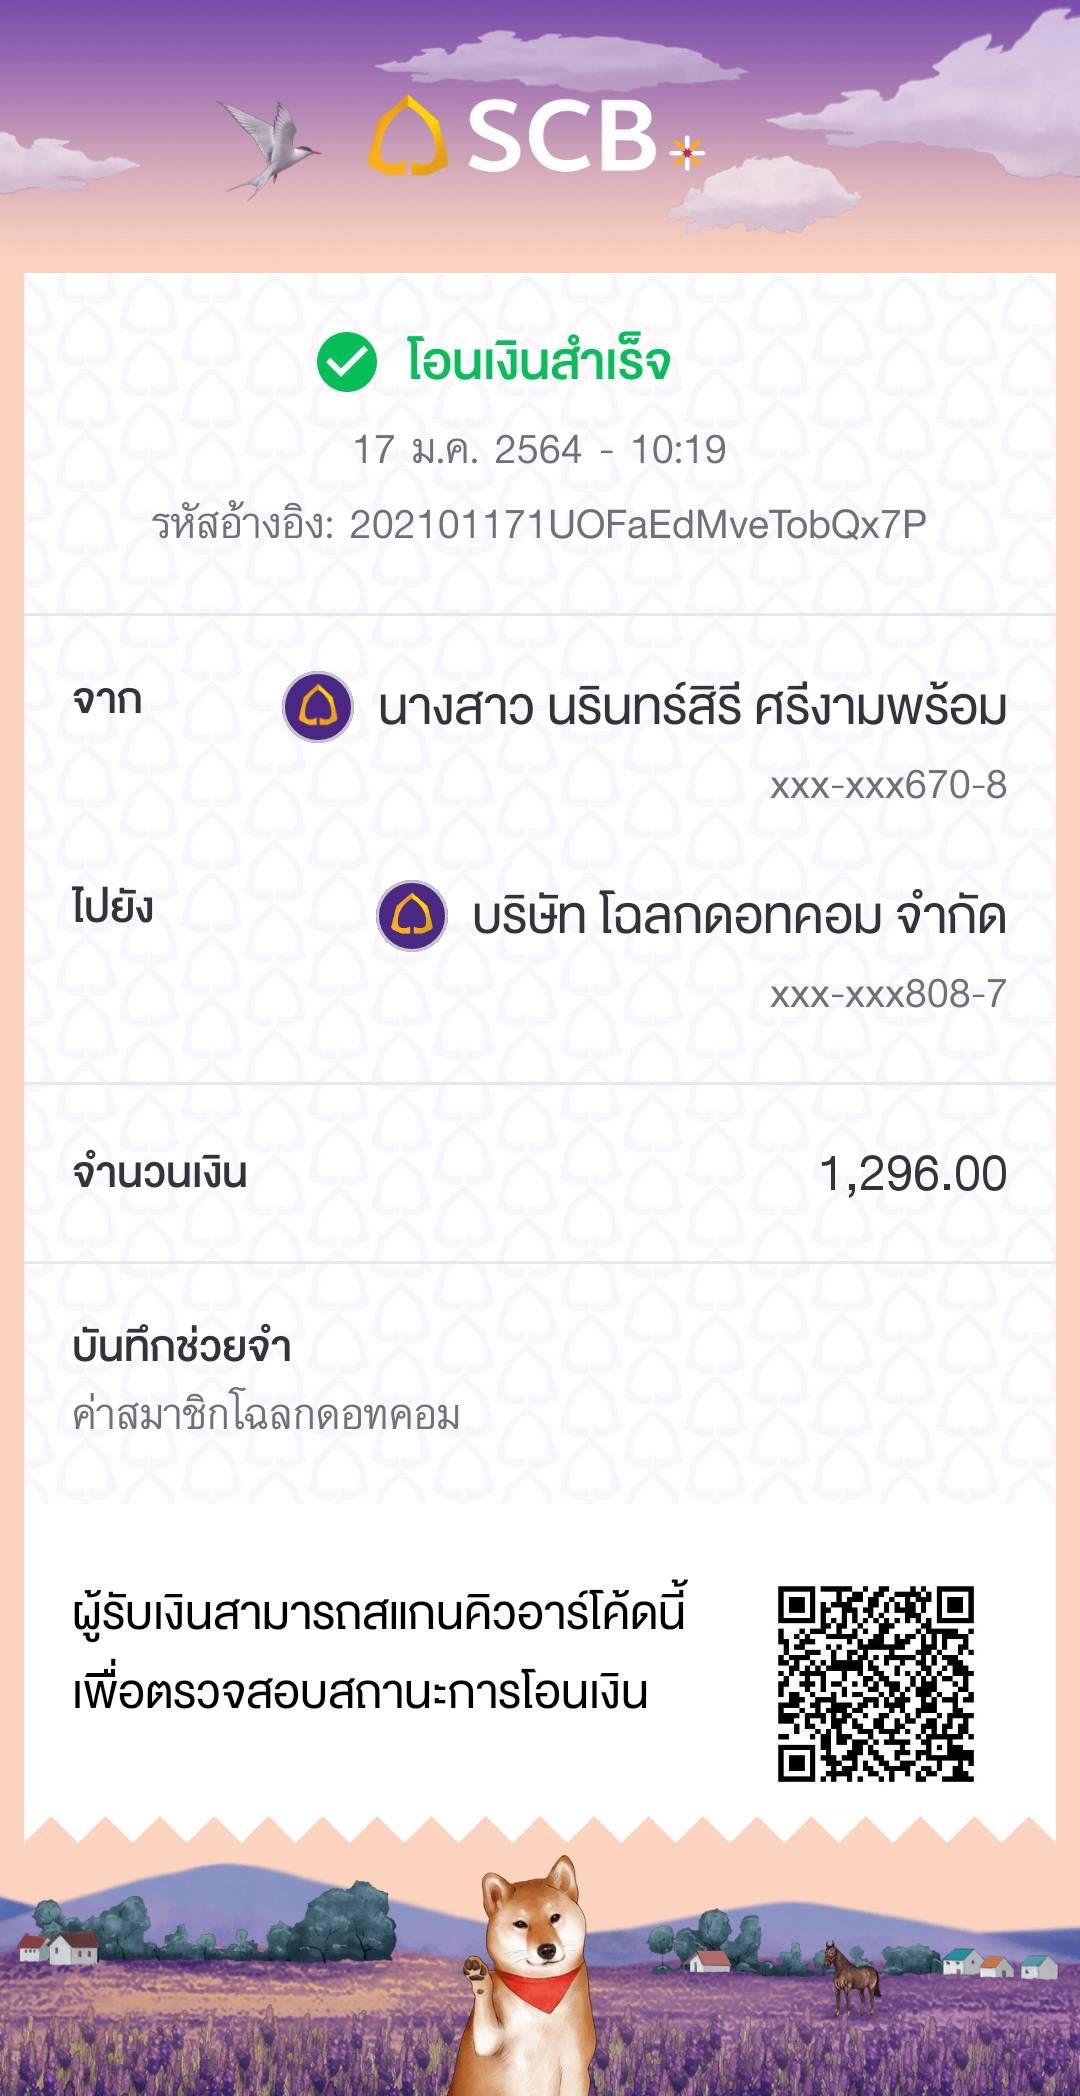 SCB
โอนเงินสำเร็จ
17 ม.ค. 2564 - 10:19
รหัสอ้างอิง: 202101171UOFaEdMveTobQx7P
จาก นางสาว นรินทร์สิรี ศรีงามพร้อม
xxx-xxx670-8
ไปยัง บริษัท โฉลกดอทคอม จำกัด
xxx-xxx808-7
จำนวนเงิน 1,296.00
บันทึกช่วยจำ
ค่าสมาชิกโฉลกดอทคอม
ผู้รับเงินสามารถสแกนคิวอาร์โค้ดนี้
เพื่อตรวจสอบสถานะการโอนเงิน